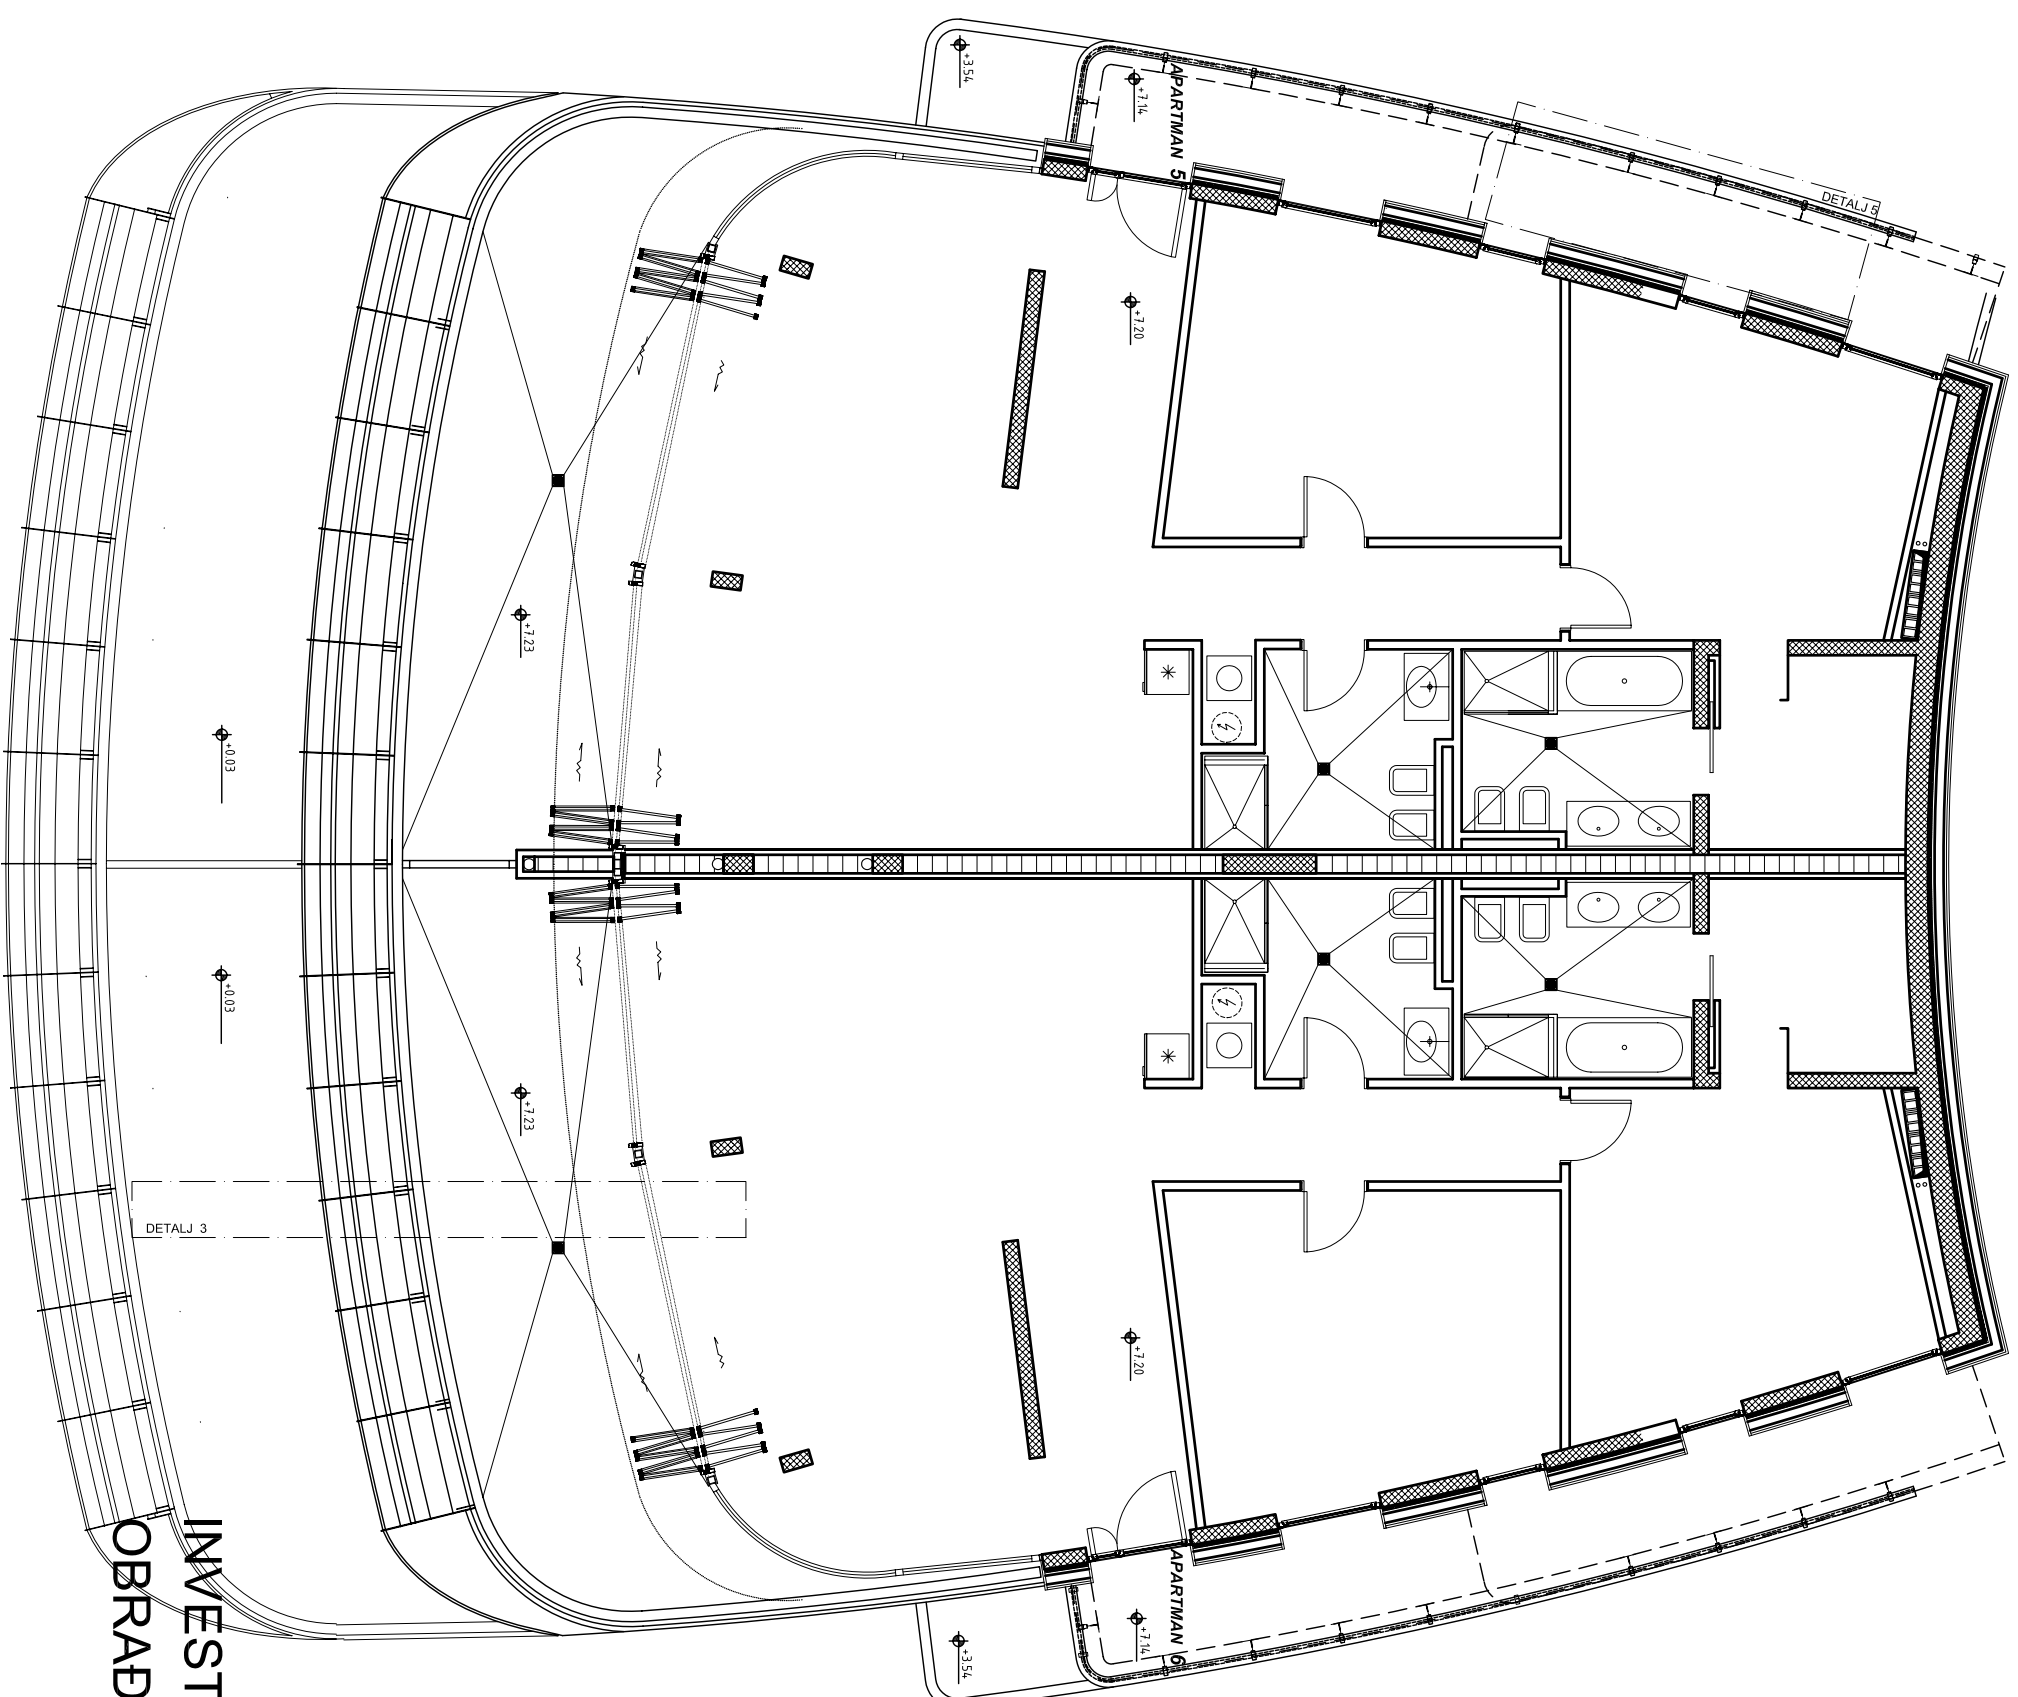 +3.54
+7.14
APARTMAN 5
DETALJ 5
+7.20
+7.23
+0.03
+0.03
+7.23
DETALJ 3
+7.20
APARTMAN 6
+7.14
+3.54
INVEST
OBRAĐ